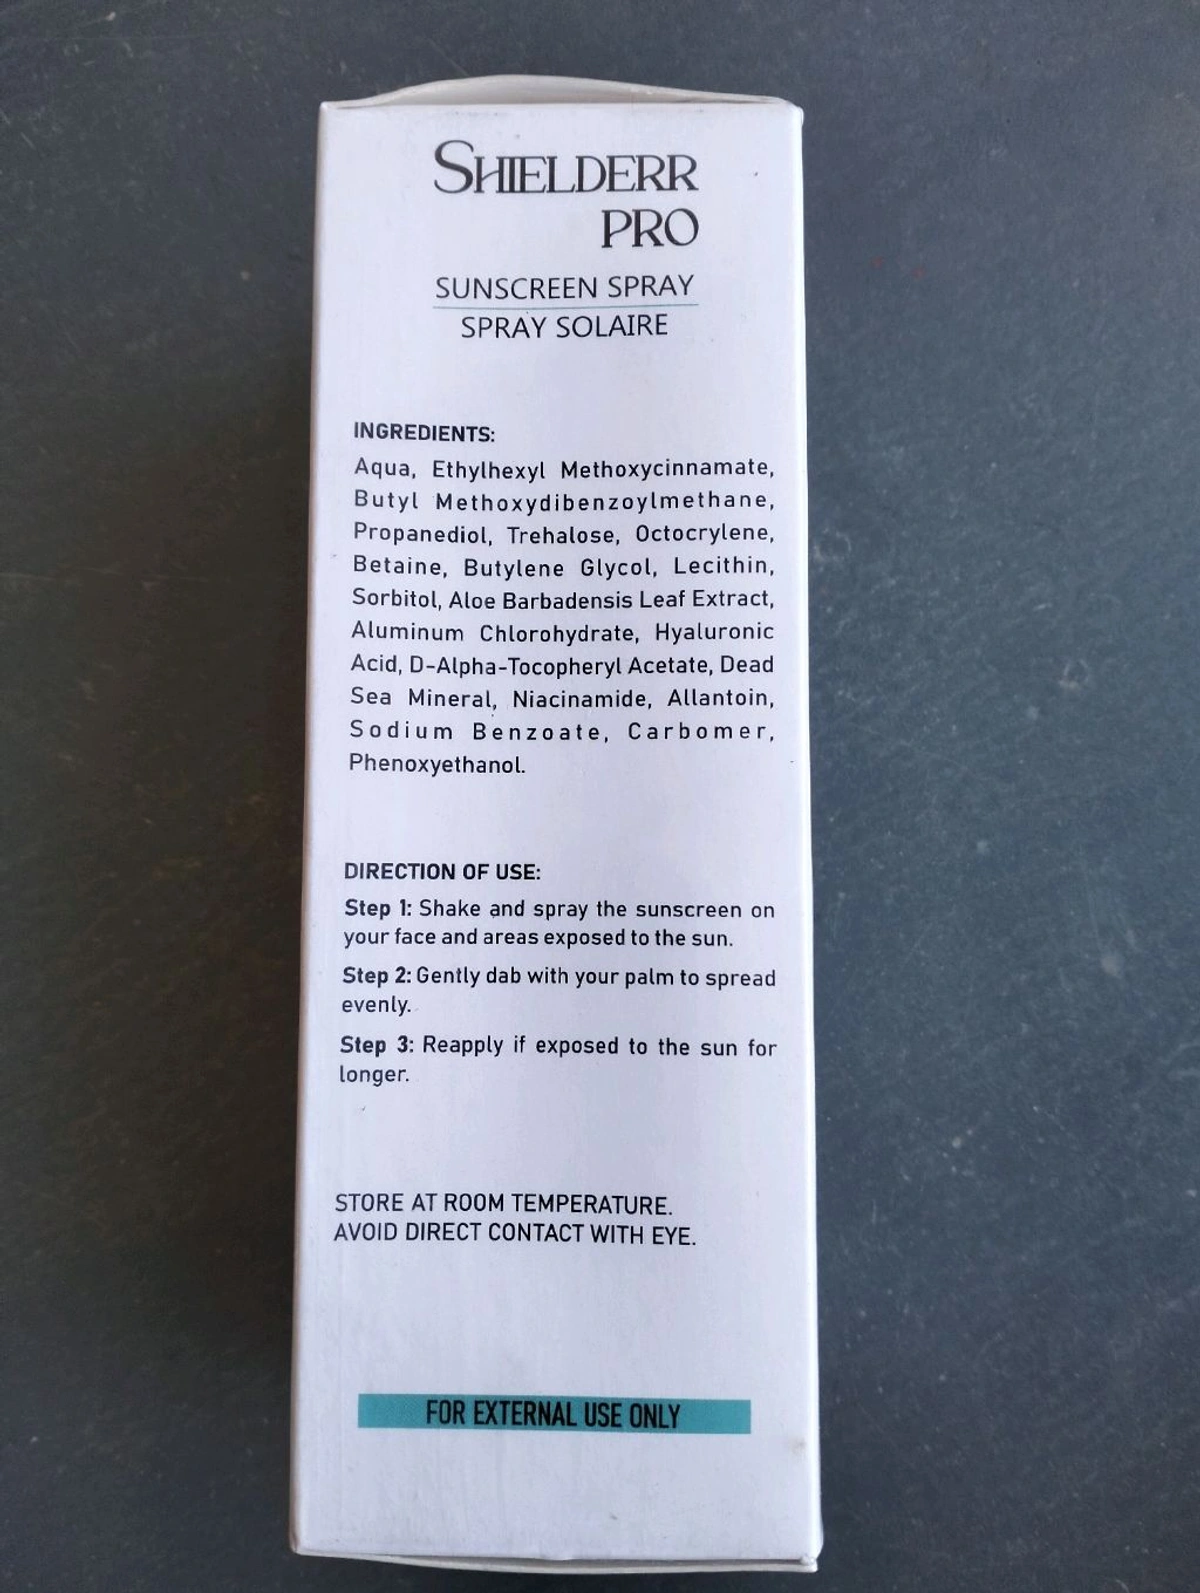 SHIELDERR
PRO
SUNSCREEN SPRAY
SPRAY SOLAIRE
INGREDIENTS:
Aqua, Ethylhexyl Methoxycinnamate,
Butyl Methoxydibenzoylmethane,
Propanediol, Trehalose, Octocrylene,
Betaine, Butylene Glycol, Lecithin,
Sorbitol, Aloe Barbadensis Leaf Extract,
Aluminum Chlorohydrate, Hyaluronic
Acid, D-Alpha-Tocopheryl Acetate, Dead
Sea Mineral, Niacinamide, Allantoin,
Sodium Benzoate, Carbomer,
Phenoxyethanol.
DIRECTION OF USE:
Step 1: Shake and spray the sunscreen on
your face and areas exposed to the sun.
Step 2: Gently dab with your palm to spread
evenly.
Step 3: Reapply if exposed to the sun for
longer.
STORE AT ROOM TEMPERATURE.
AVOID DIRECT CONTACT WITH EYE.
FOR EXTERNAL USE ONLY